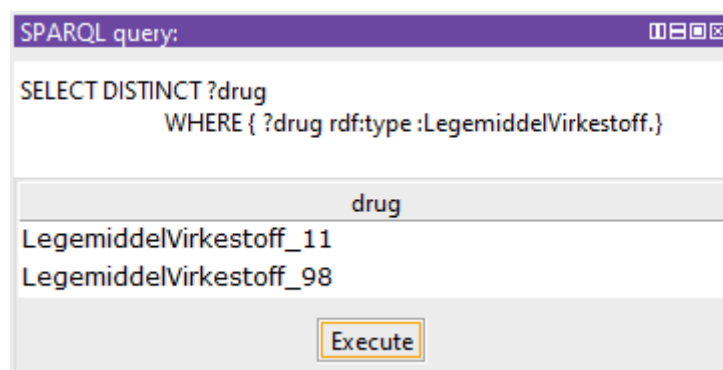 SPARQL query:
SELECT DISTINCT ?drug
WHERE { ?drug rdf:type :LegemiddelVirkestoff.}
drug
LegemiddelVirkestoff_11
LegemiddelVirkestoff_98
Execute